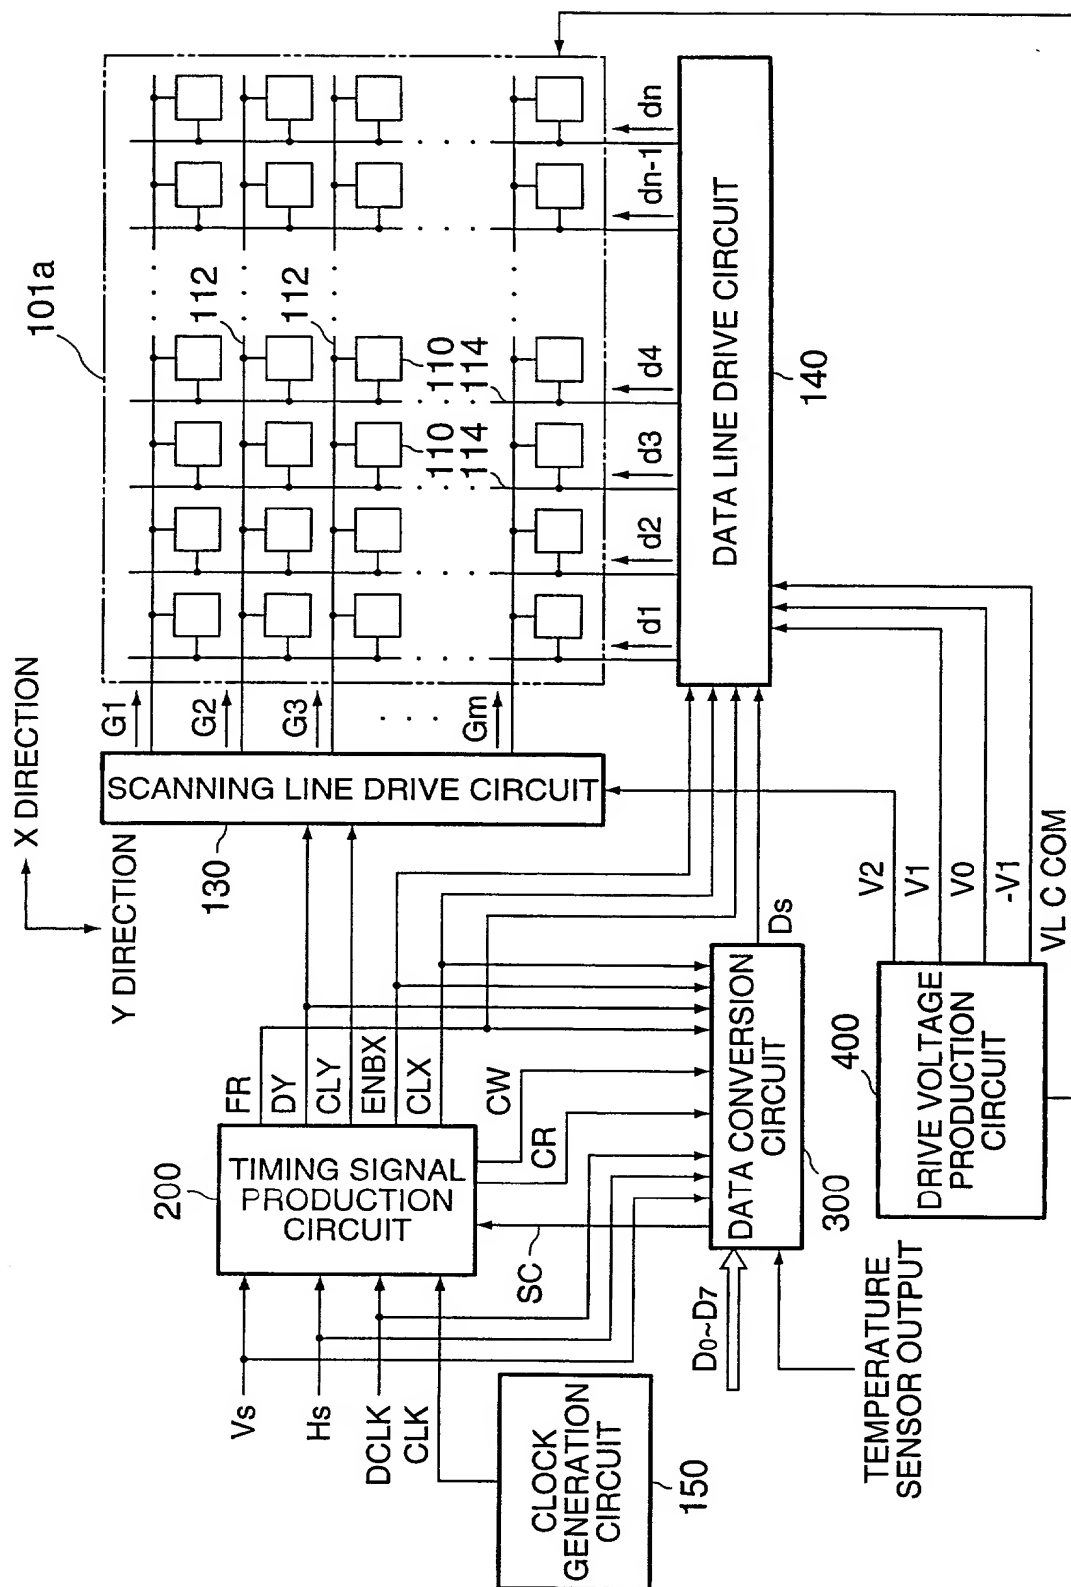 X DIRECTION
Y DIRECTION
101a
G1
G2
G3
. . .
Gm
SCANNING LINE DRIVE CIRCUIT
130
112
112
110
110
114
114
d1
d2
d3
d4
dn-1
dn
DATA LINE DRIVE CIRCUIT
140
FR
DY
CLY
ENBX
CLX
CW
CR
200
TIMING SIGNAL
PRODUCTION
CIRCUIT
SC
Vs
Hs
DCLK
CLK
CLOCK
GENERATION
CIRCUIT
150
D0~D7
DATA CONVERSION
CIRCUIT
300
Ds
TEMPERATURE
SENSOR OUTPUT
400
DRIVE VOLTAGE
PRODUCTION
CIRCUIT
V2
V1
V0
-V1
VL C COM